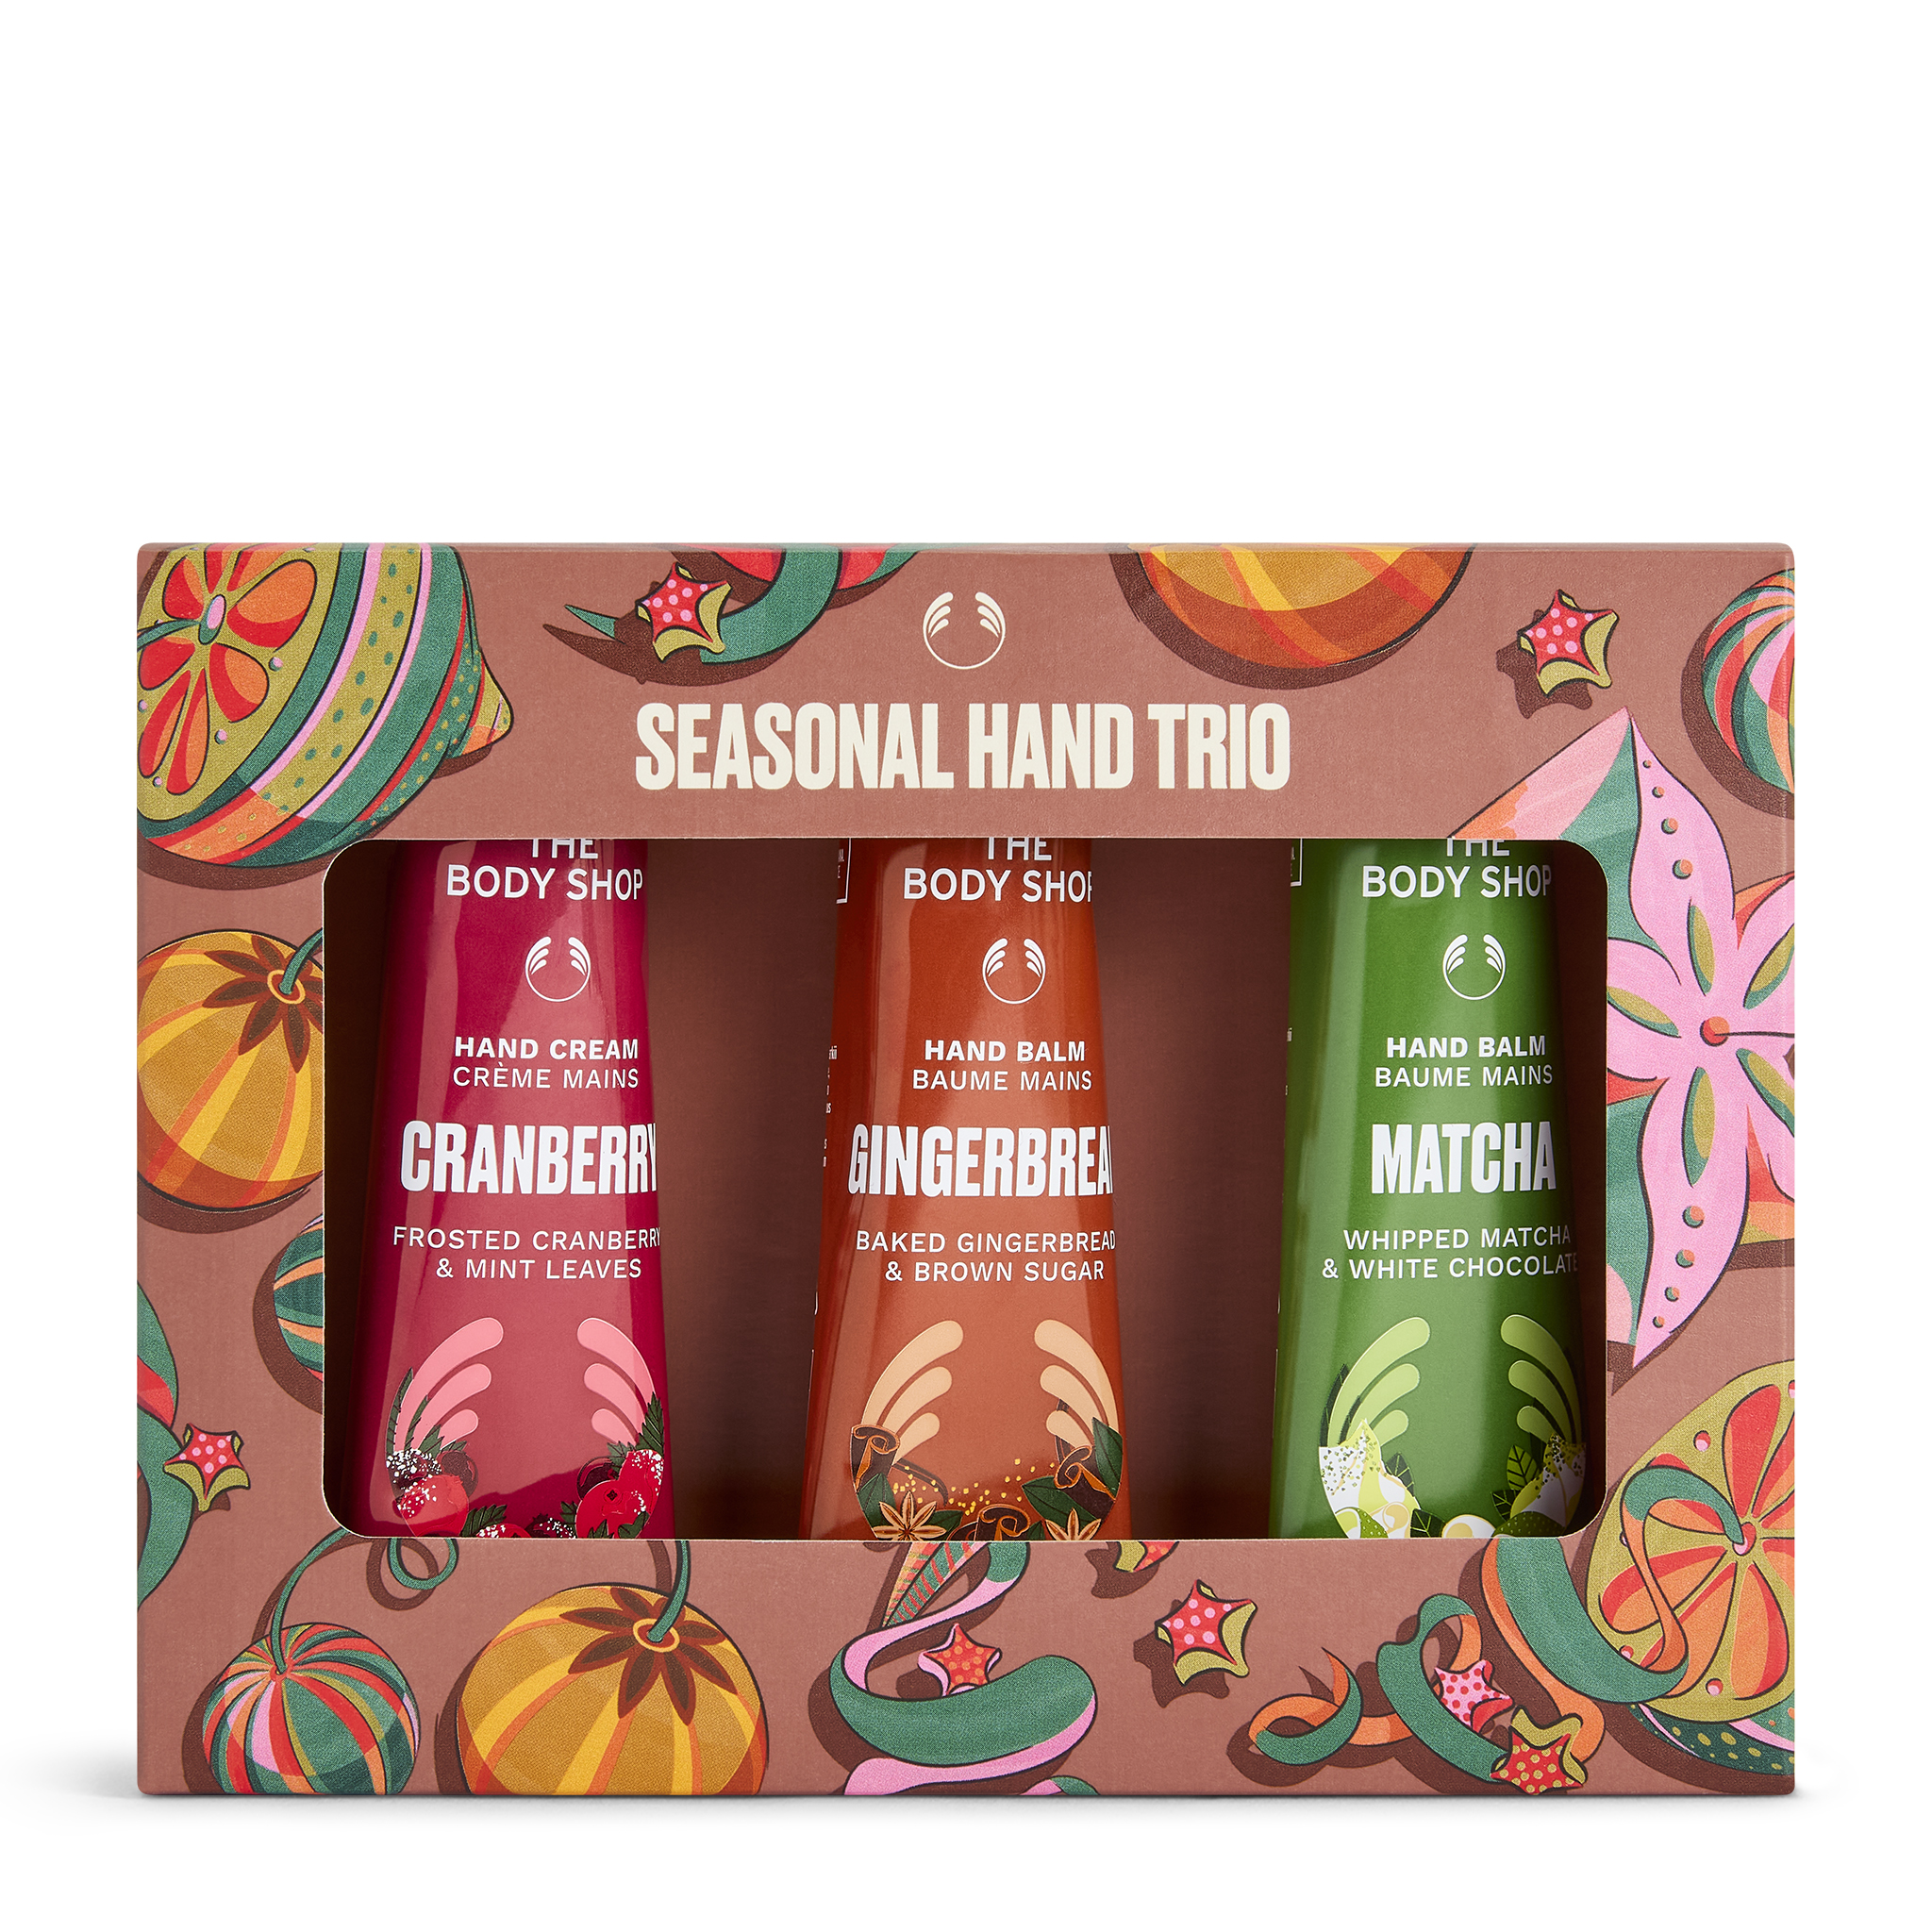 SEASONAL HAND TRIO
THE
BODY SHOP
HAND CREAM
CRÈME MAINS
CRANBERRY
FROSTED CRANBERRY
& MINT LEAVES
THE
BODY SHOP
HAND BALM
BAUME MAINS
GINGERBREA
BAKED GINGERBREAD
& BROWN SUGAR
THE
BODY SHOP
HAND BALM
BAUME MAINS
MATCHA
WHIPPED MATCHA
& WHITE CHOCOLATE